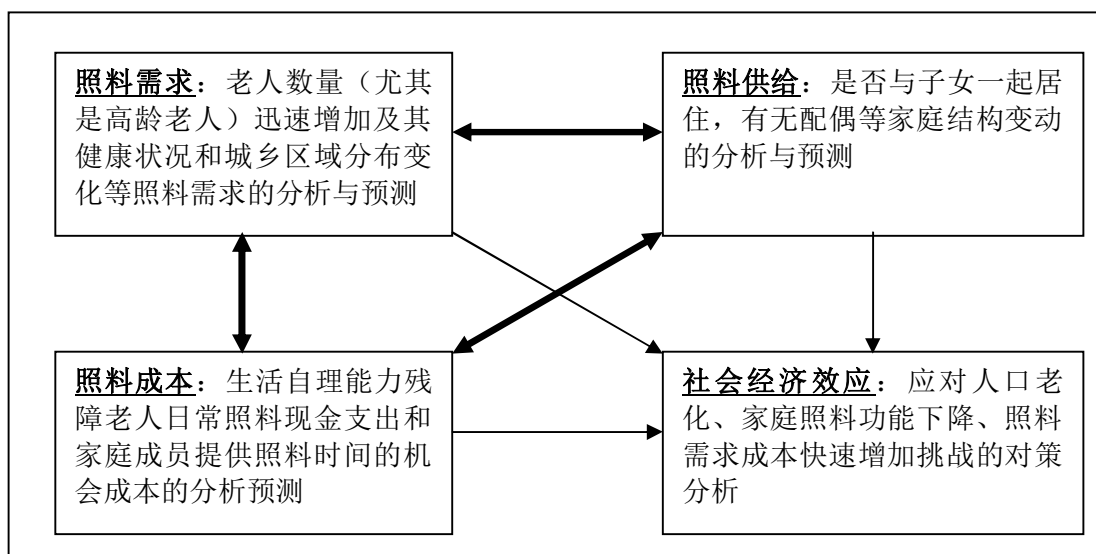 照料需求：老人数量（尤其
是高龄老人）迅速增加及其
健康状况和城乡区域分布变
化等照料需求的分析与预测
照料供给：是否与子女一起居
住，有无配偶等家庭结构变动
的分析与预测
照料成本：生活自理能力残
障老人日常照料现金支出和
家庭成员提供照料时间的机
会成本的分析预测
社会经济效应：应对人口老
化、家庭照料功能下降、照料
需求成本快速增加挑战的对策
分析